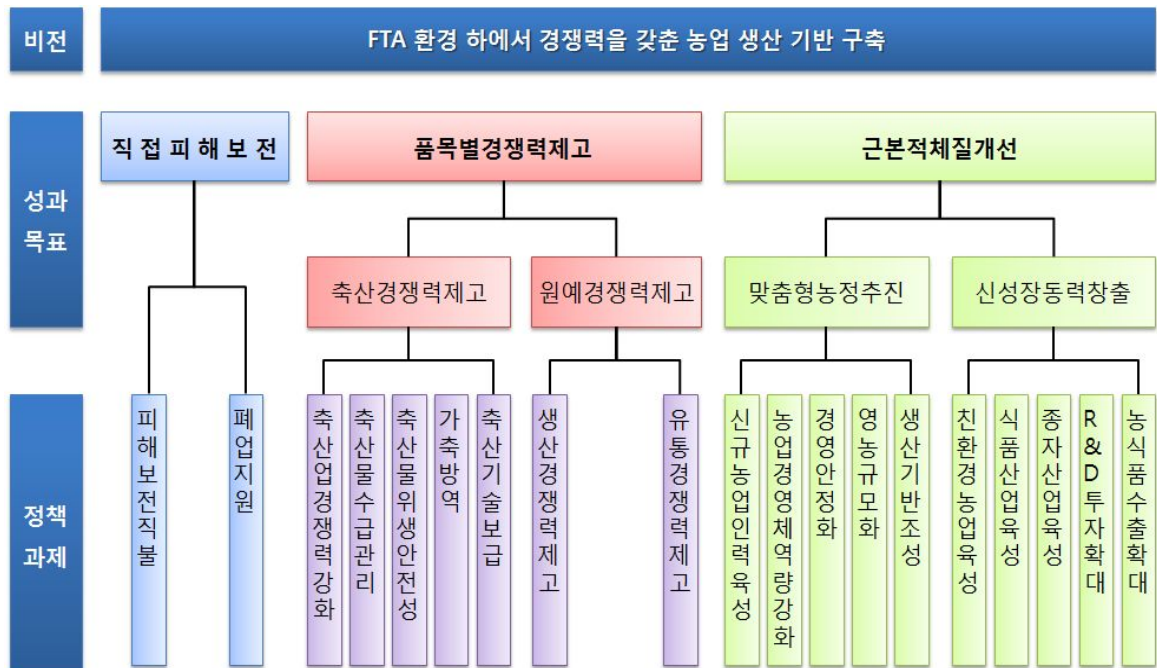 비전
FTA 환경 하에서 경쟁력을 갖춘 농업 생산 기반 구축
성과
목표
직 접 피 해 보 전
품목별경쟁력제고
근본적체질개선
축산경쟁력제고
원예경쟁력제고
맞춤형농정추진
신성장동력창출
정책
과제
피해보전직불
폐업지원
축산업경쟁력강화
축산물수급관리
축산물위생안전성
가축방역
축산기술보급
생산경쟁력제고
유통경쟁력제고
신규농업인력육성
농업경영체역량강화
경영안정화
영농규모화
생산기반조성
친환경농업육성
식품산업육성
종자산업육성
R&D투자확대
농식품수출확대